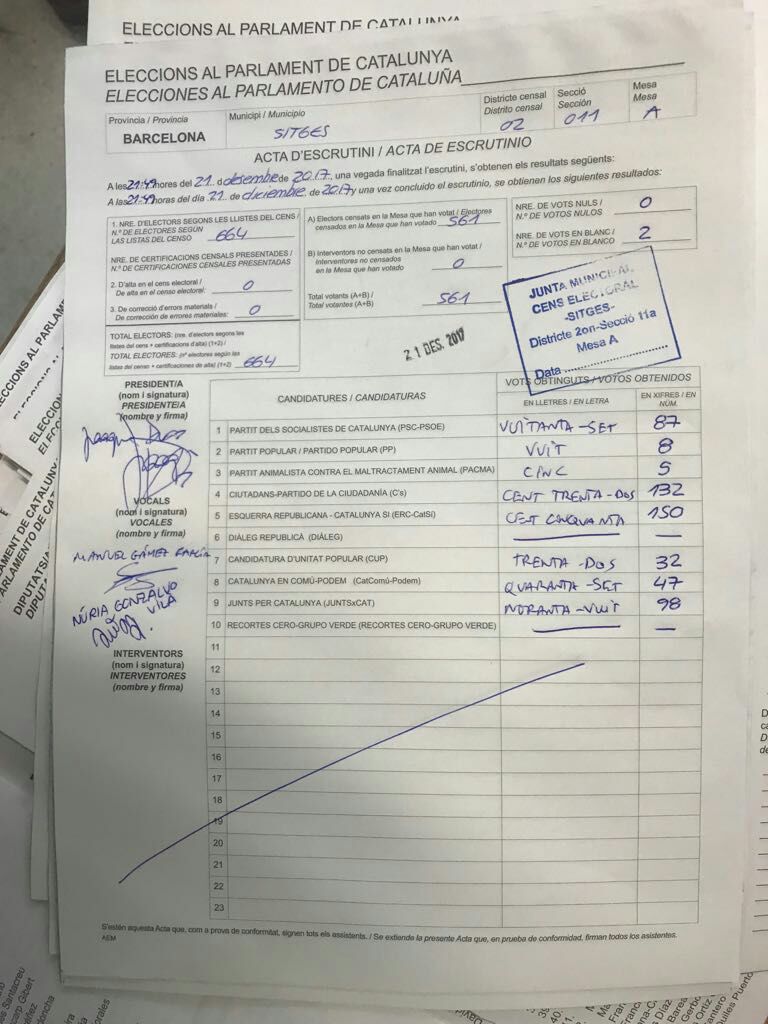 ELECCIONS AL PARLAMENT DE CATALUNYA
ELECCIONS AL PARLAMENT DE CATALUNYA
ELECCIONES AL PARLAMENTO DE CATALUÑA
Província / Provincia
BARCELONA
Municipi / Municipio
SITGES
Districte censal
Distrito censal
02
Secció
Sección
011
Mesa
Mesa
A
ACTA D'ESCRUTINI / ACTA DE ESCRUTINIO
A les 21:49 hores del 21 d desembre de 2017, una vegada finalitzat l'escrutini, s'obtenen els resultats següents:
A las 21:49 horas del día 21 de diciembre de 2017 y una vez concluido el escrutinio, se obtienen los siguientes resultados:
1. NRE. D'ELECTORS SEGONS LES LLISTES DEL CENS /
N.º DE ELECTORES SEGÚN
LAS LISTAS DEL CENSO 664
NRE. DE CERTIFICACIONS CENSALS PRESENTADES /
N.º DE CERTIFICACIONES CENSALES PRESENTADAS
2. D'alta en el cens electoral /
De alta en el censo electoral: 0
3. De correcció d'errors materials /
De corrección de errores materiales: 0
TOTAL ELECTORS: (nre. d'electors segons les
llistes del cens + certificacions d'alta) (1+2) /
TOTAL ELECTORES: (nº electores según las
listas del censo + certificaciones de alta) (1+2) 664
A) Electors censats en la Mesa que han votat / Electores
censados en la Mesa que han votado 561
B) Interventors no censats en la Mesa que han votat /
Interventores no censados
en la Mesa que han votado 0
Total votants (A+B) /
Total votantes (A+B) 561
NRE. DE VOTS NULS /
N.º DE VOTOS NULOS 0
NRE. DE VOTS EN BLANC /
N.º DE VOTOS EN BLANCO 2
21 DES. 2017
JUNTA MUNICIPAL
CENS ELECTORAL
-SITGES-
Districte 2on-Secció 11a
Mesa A
Data
PRESIDENT/A
(nom i signatura)
PRESIDENTE/A
(nombre y firma)
VOCALS
(nom i signatura)
VOCALES
(nombre y firma)
MANUEL GÁMEZ GARCÍA
NÚRIA GONZALVO
VILA
INTERVENTORS
(nom i signatura)
INTERVENTORES
(nombre y firma)
CANDIDATURES / CANDIDATURAS
VOTS OBTINGUTS / VOTOS OBTENIDOS
EN LLETRES / EN LETRA
EN XIFRES / EN NÚM.
1 PARTIT DELS SOCIALISTES DE CATALUNYA (PSC-PSOE) VUITANTA-SET 87
2 PARTIT POPULAR / PARTIDO POPULAR (PP) VUIT 8
3 PARTIT ANIMALISTA CONTRA EL MALTRACTAMENT ANIMAL (PACMA) CINC 5
4 CIUTADANS-PARTIDO DE LA CIUDADANÍA (C's) CENT TRENTA-DOS 132
5 ESQUERRA REPUBLICANA - CATALUNYA SI (ERC-CatSí) CENT CINQUANTA 150
6 DIÀLEG REPUBLICÀ (DIÀLEG) —
7 CANDIDATURA D'UNITAT POPULAR (CUP) TRENTA-DOS 32
8 CATALUNYA EN COMÚ-PODEM (CatComú-Podem) QUARANTA-SET 47
9 JUNTS PER CATALUNYA (JUNTSxCAT) NORANTA-VUIT 98
10 RECORTES CERO-GRUPO VERDE (RECORTES CERO-GRUPO VERDE) —
11
12
13
14
15
16
17
18
19
20
21
22
23
S'estén aquesta Acta que, com a prova de conformitat, signen tots els assistents. / Se extiende la presente Acta que, en prueba de conformidad, firman todos los asistentes.
AEM